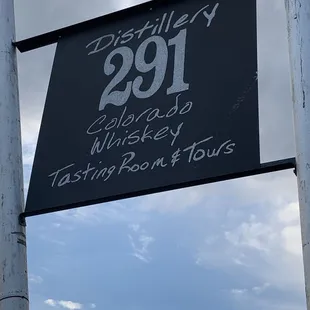 Distillery
291
Colorado
Whiskey
Tasting Room & Tours